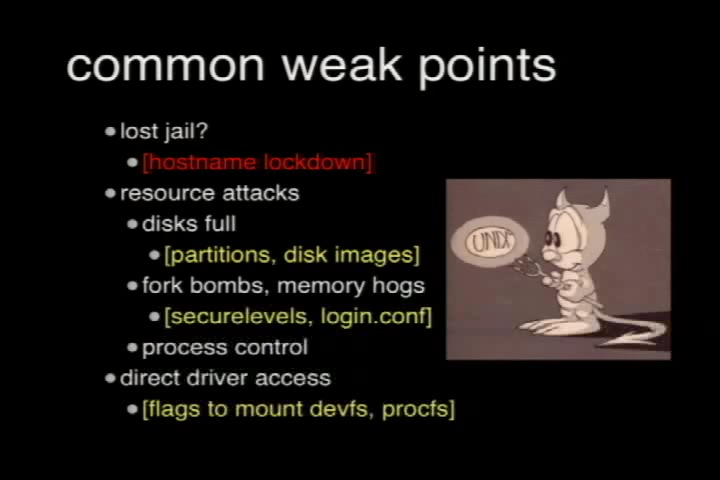 common weak points
•lost jail?
•[hostname lockdown]
•resource attacks
•disks full
•[partitions, disk images]
•fork bombs, memory hogs
•[securelevels, login.conf]
•process control
•direct driver access
•[flags to mount devfs, procfs]
UNIX